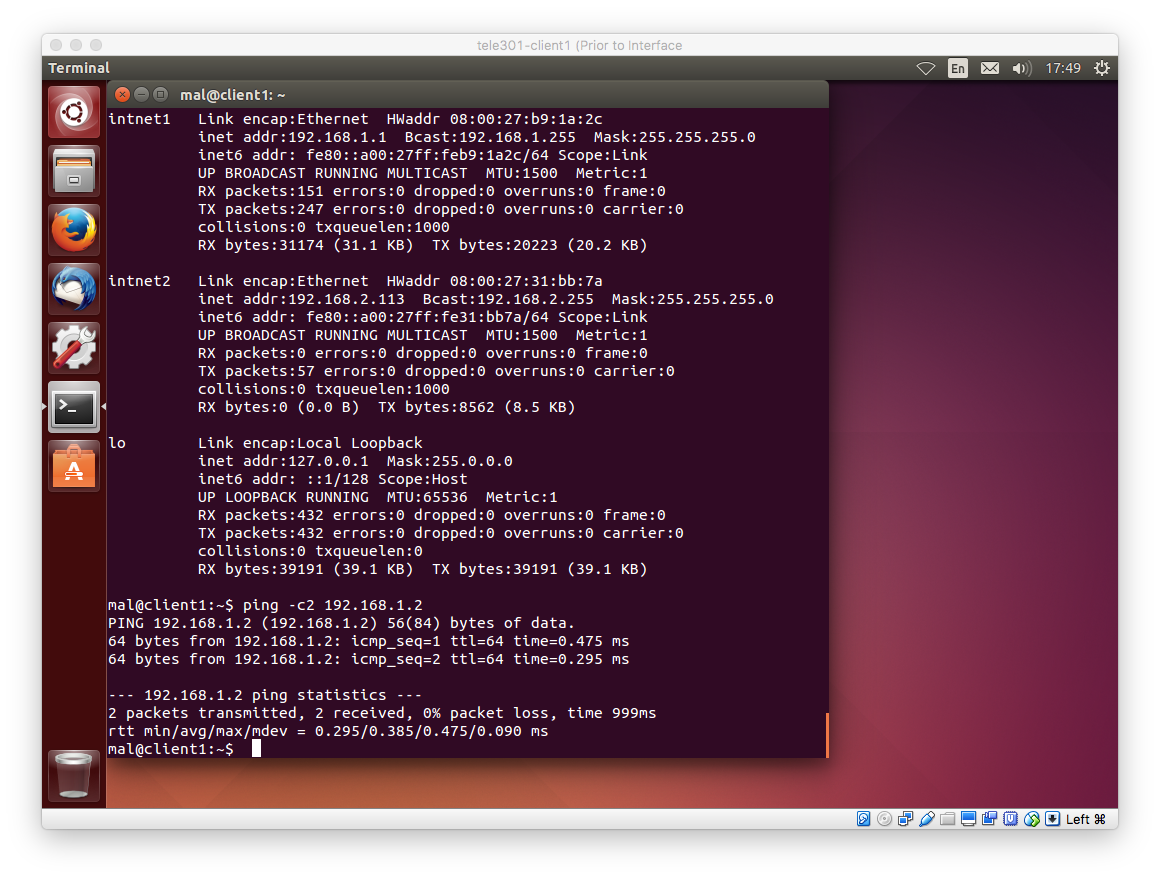 tele301-client1 (Prior to Interface
Terminal
En
17:49
mal@client1: ~
intnet1   Link encap:Ethernet  HWaddr 08:00:27:b9:1a:2c
          inet addr:192.168.1.1  Bcast:192.168.1.255  Mask:255.255.255.0
          inet6 addr: fe80::a00:27ff:feb9:1a2c/64 Scope:Link
          UP BROADCAST RUNNING MULTICAST  MTU:1500  Metric:1
          RX packets:151 errors:0 dropped:0 overruns:0 frame:0
          TX packets:247 errors:0 dropped:0 overruns:0 carrier:0
          collisions:0 txqueuelen:1000
          RX bytes:31174 (31.1 KB)  TX bytes:20223 (20.2 KB)
intnet2   Link encap:Ethernet  HWaddr 08:00:27:31:bb:7a
          inet addr:192.168.2.113  Bcast:192.168.2.255  Mask:255.255.255.0
          inet6 addr: fe80::a00:27ff:fe31:bb7a/64 Scope:Link
          UP BROADCAST RUNNING MULTICAST  MTU:1500  Metric:1
          RX packets:0 errors:0 dropped:0 overruns:0 frame:0
          TX packets:57 errors:0 dropped:0 overruns:0 carrier:0
          collisions:0 txqueuelen:1000
          RX bytes:0 (0.0 B)  TX bytes:8562 (8.5 KB)
lo        Link encap:Local Loopback
          inet addr:127.0.0.1  Mask:255.0.0.0
          inet6 addr: ::1/128 Scope:Host
          UP LOOPBACK RUNNING  MTU:65536  Metric:1
          RX packets:432 errors:0 dropped:0 overruns:0 frame:0
          TX packets:432 errors:0 dropped:0 overruns:0 carrier:0
          collisions:0 txqueuelen:0
          RX bytes:39191 (39.1 KB)  TX bytes:39191 (39.1 KB)
mal@client1:~$ ping -c2 192.168.1.2
PING 192.168.1.2 (192.168.1.2) 56(84) bytes of data.
64 bytes from 192.168.1.2: icmp_seq=1 ttl=64 time=0.475 ms
64 bytes from 192.168.1.2: icmp_seq=2 ttl=64 time=0.295 ms
--- 192.168.1.2 ping statistics ---
2 packets transmitted, 2 received, 0% packet loss, time 999ms
rtt min/avg/max/mdev = 0.295/0.385/0.475/0.090 ms
mal@client1:~$
Left ⌘